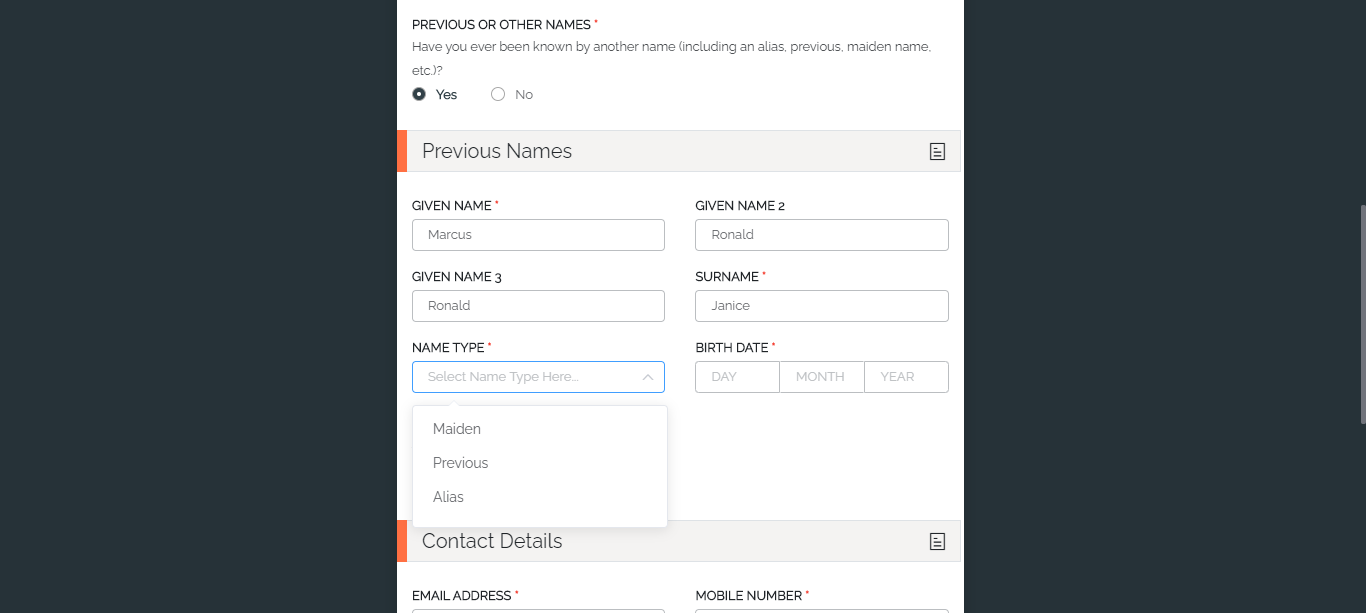 PREVIOUS OR OTHER NAMES *
Have you ever been known by another name (including an alias, previous, maiden name,
etc.)?
Yes No
Previous Names
GIVEN NAME * GIVEN NAME 2
Marcus Ronald
GIVEN NAME 3 SURNAME *
Ronald Janice
NAME TYPE * BIRTH DATE *
Select Name Type Here... DAY MONTH YEAR
Maiden
Previous
Alias
Contact Details
EMAIL ADDRESS * MOBILE NUMBER *